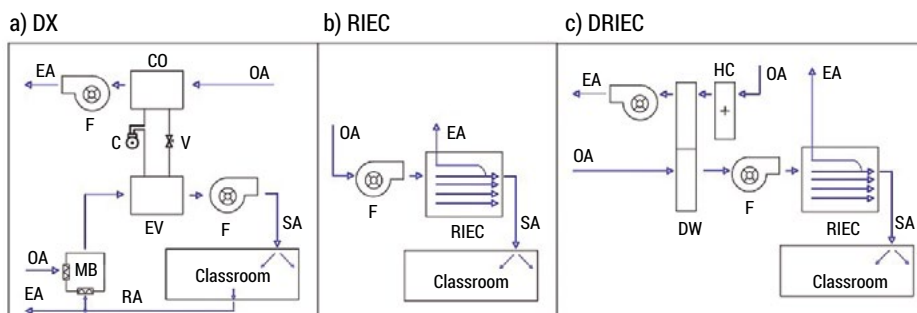 a) DX
b) RIEC
c) DRIEC
CO
EA
OA
F
C
V
EV
F
SA
OA
MB
Classroom
EA
RA
OA
EA
F
RIEC
SA
Classroom
HC
OA
EA
EA
F
OA
DW
F
RIEC
SA
Classroom